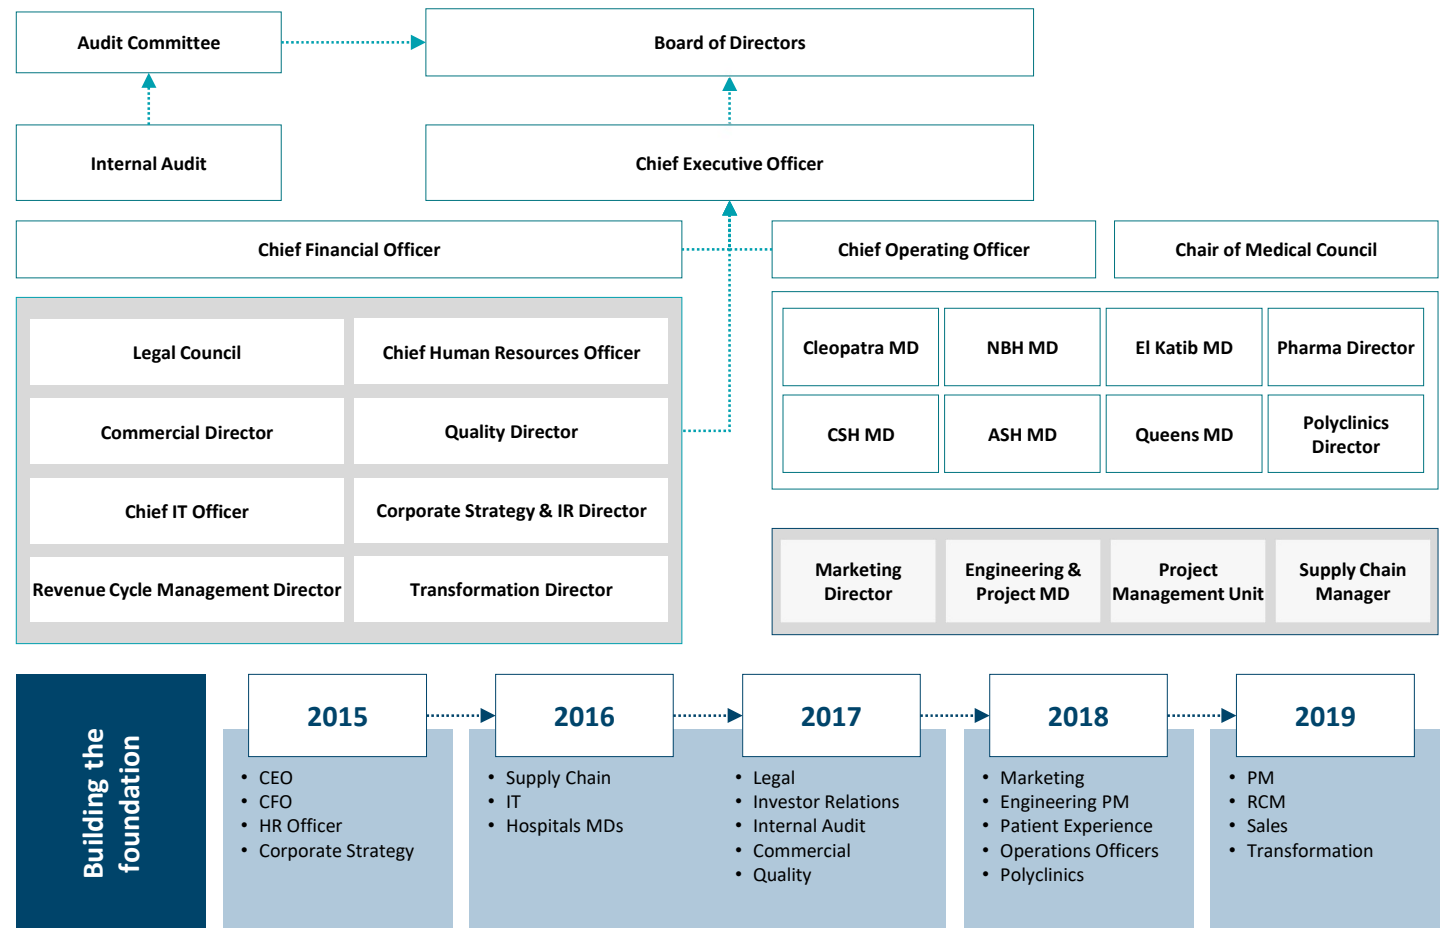 Audit Committee
Board of Directors
Internal Audit
Chief Executive Officer
Chief Financial Officer
Chief Operating Officer
Chair of Medical Council
Legal Council
Chief Human Resources Officer
Commercial Director
Quality Director
Chief IT Officer
Corporate Strategy & IR Director
Revenue Cycle Management Director
Transformation Director
Cleopatra MD
NBH MD
El Katib MD
Pharma Director
CSH MD
ASH MD
Queens MD
Polyclinics
Director
Marketing
Director
Engineering &
Project MD
Project
Management Unit
Supply Chain
Manager
Building the
foundation
2015
• CEO
• CFO
• HR Officer
• Corporate Strategy
2016
• Supply Chain
• IT
• Hospitals MDs
2017
• Legal
• Investor Relations
• Internal Audit
• Commercial
• Quality
2018
• Marketing
• Engineering PM
• Patient Experience
• Operations Officers
• Polyclinics
2019
• PM
• RCM
• Sales
• Transformation